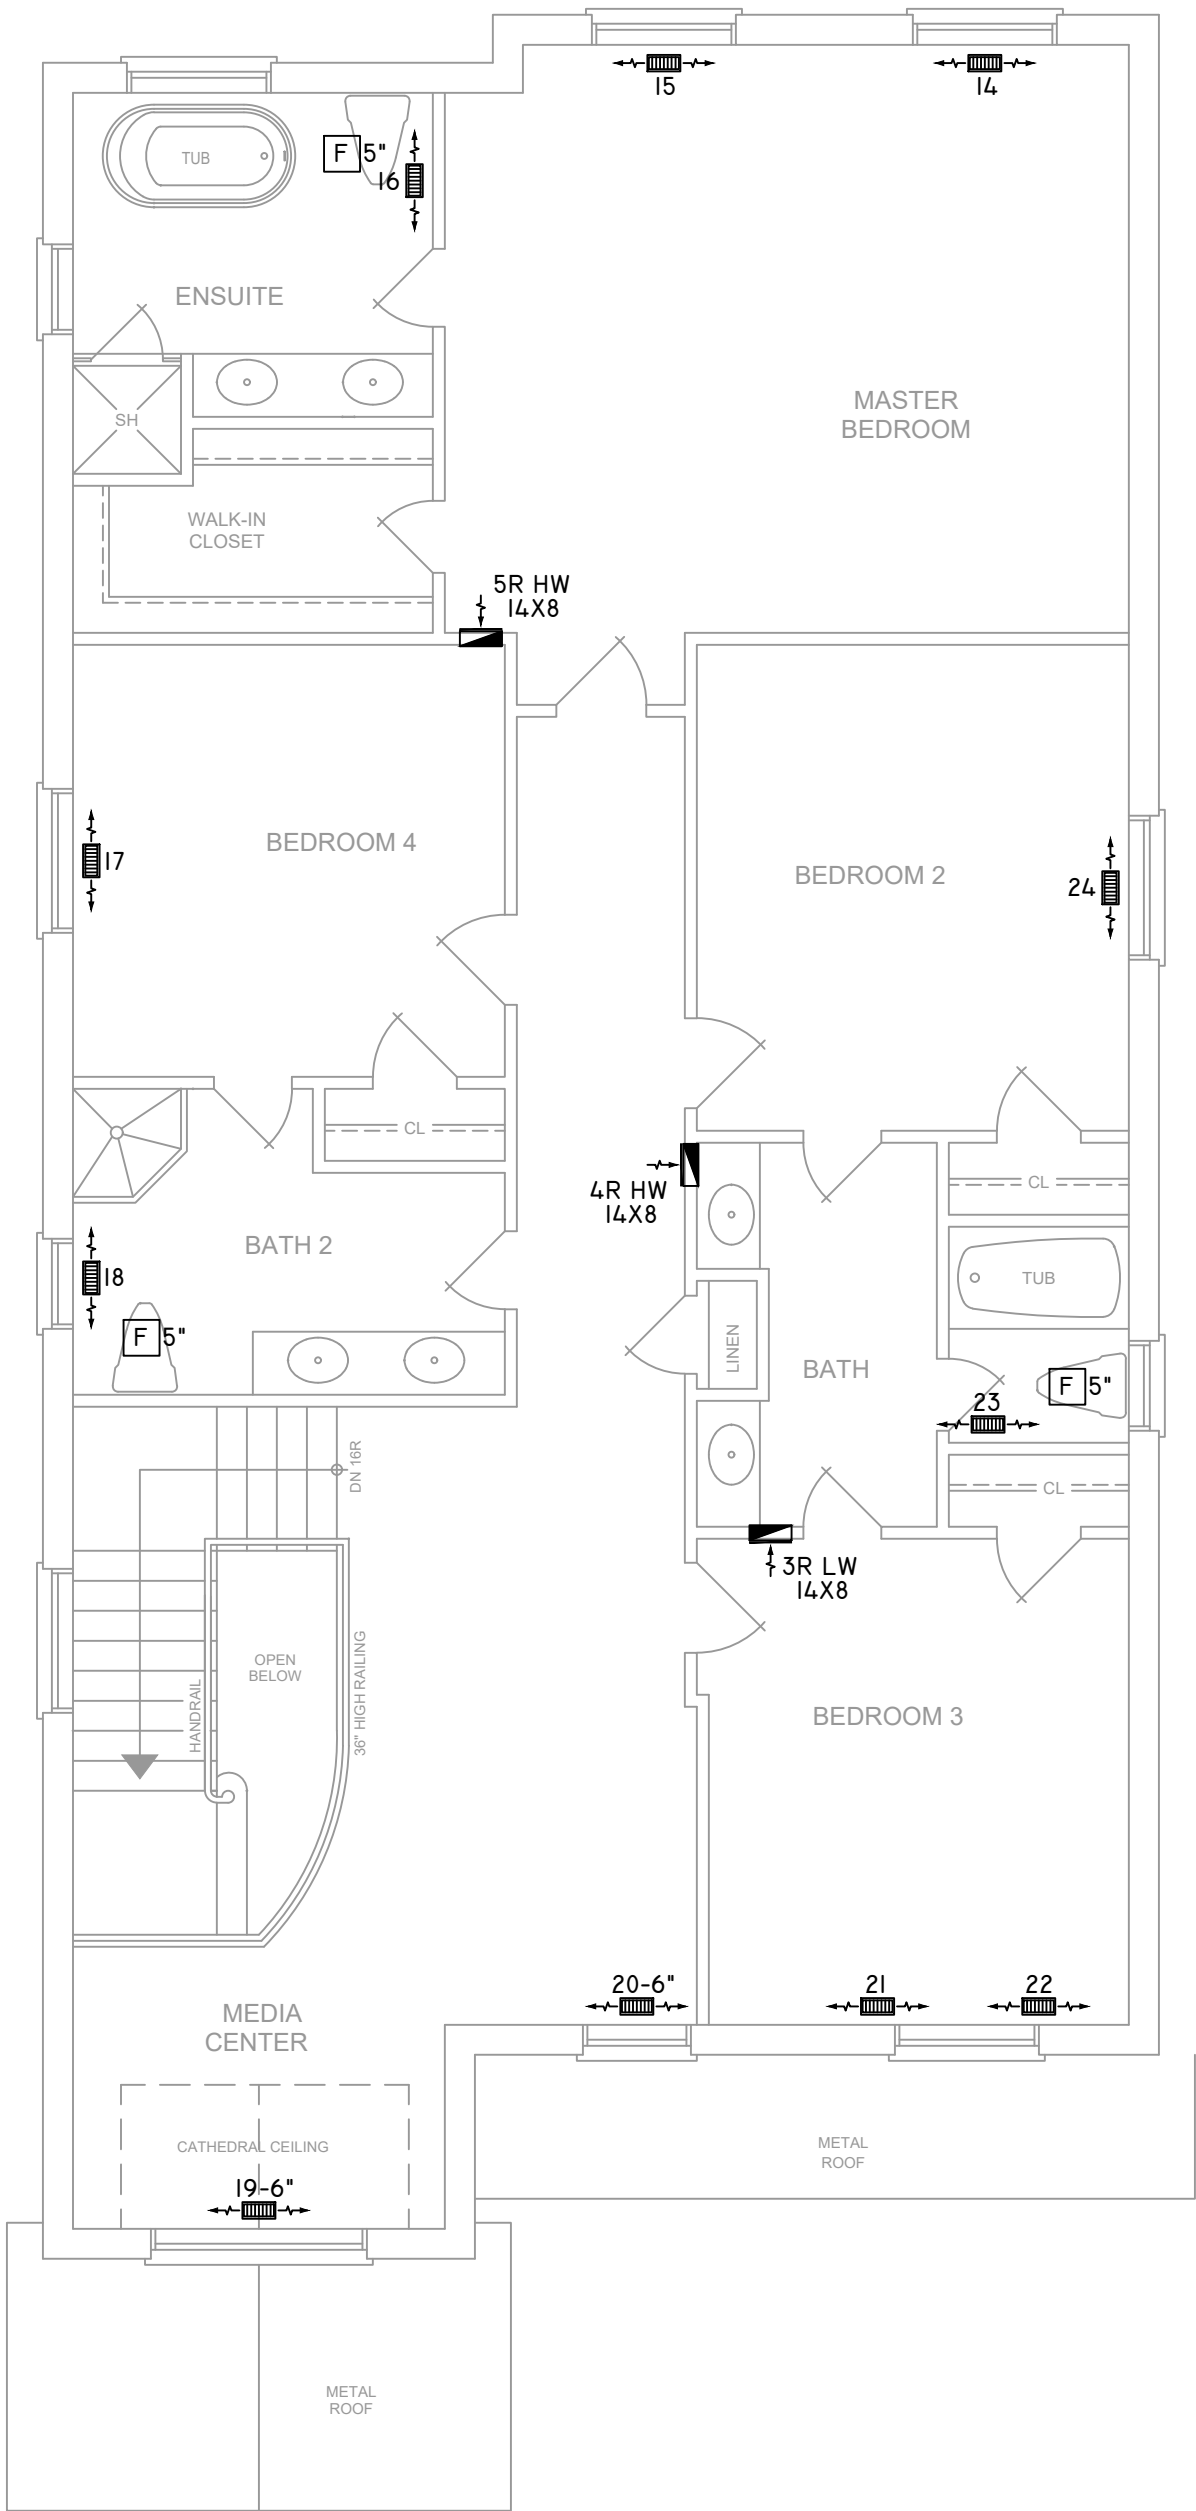 15
14
TUB
F 5"
16
ENSUITE
SH
MASTER
BEDROOM
WALK-IN
CLOSET
5R HW
14X8
BEDROOM 4
17
BEDROOM 2
24
CL
4R HW
14X8
CL
BATH 2
18
TUB
F 5"
LINEN
BATH
F 5"
23
DN 16R
CL
3R LW
14X8
OPEN
BELOW
HANDRAIL
36" HIGH RAILING
BEDROOM 3
20-6"
21
22
MEDIA
CENTER
CATHEDRAL CEILING
METAL
ROOF
19-6"
METAL
ROOF